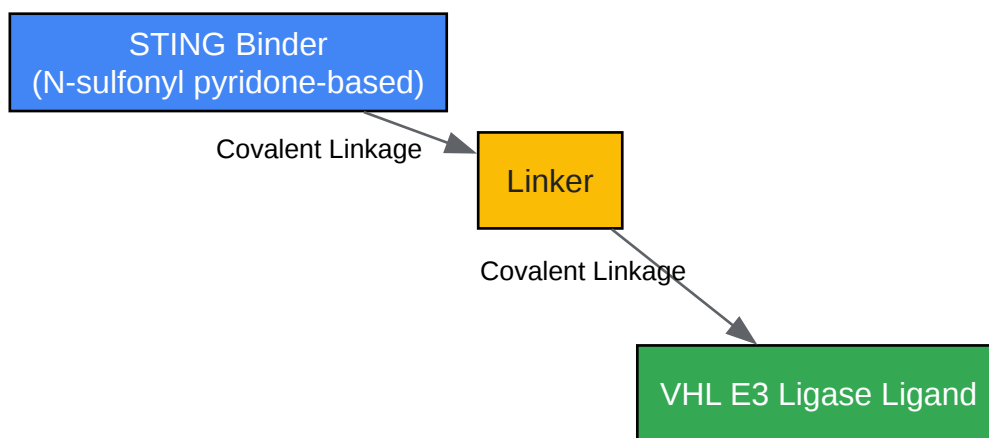 STING Binder
(N-sulfonyl pyridone-based)
Covalent Linkage
Linker
Covalent Linkage
VHL E3 Ligase Ligand